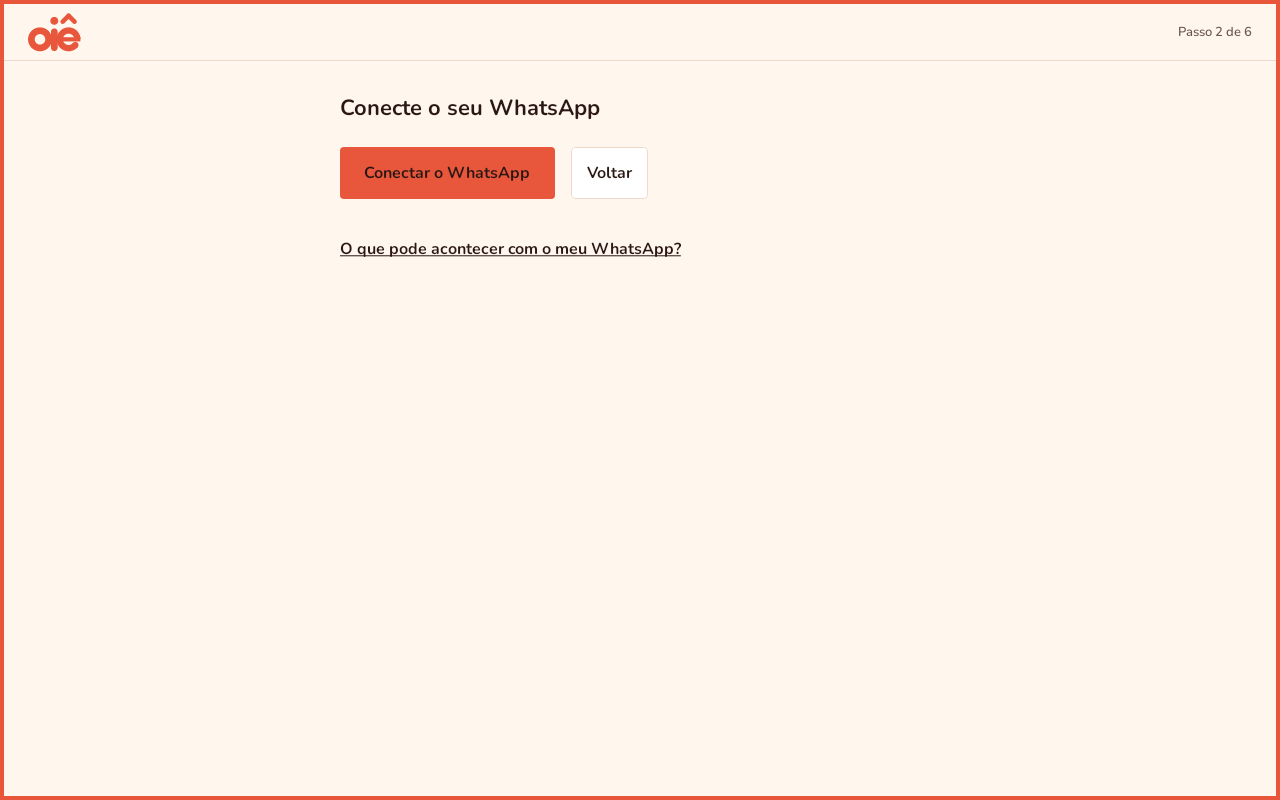 oiê
Passo 2 de 6
Conecte o seu WhatsApp
Conectar o WhatsApp
Voltar
O que pode acontecer com o meu WhatsApp?